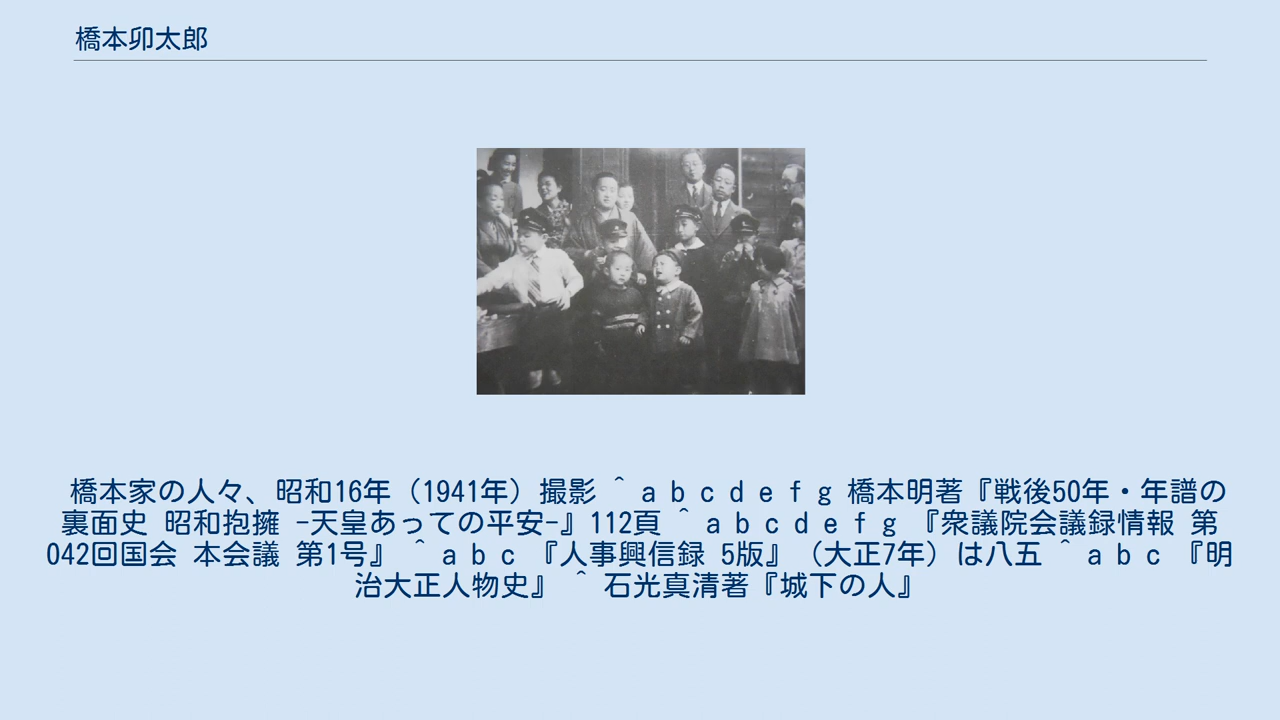 橋本卯太郎
橋本家の人々、昭和16年（1941年）撮影 ^ a b c d e f g 橋本明著『戦後50年・年譜の
裏面史 昭和抱擁 -天皇あっての平安-』112頁 ^ a b c d e f g 『衆議院会議録情報 第
042回国会 本会議 第1号』 ^ a b c 『人事興信録 5版』（大正7年）は八五 ^ a b c 『明
治大正人物史』 ^ 石光真清著『城下の人』